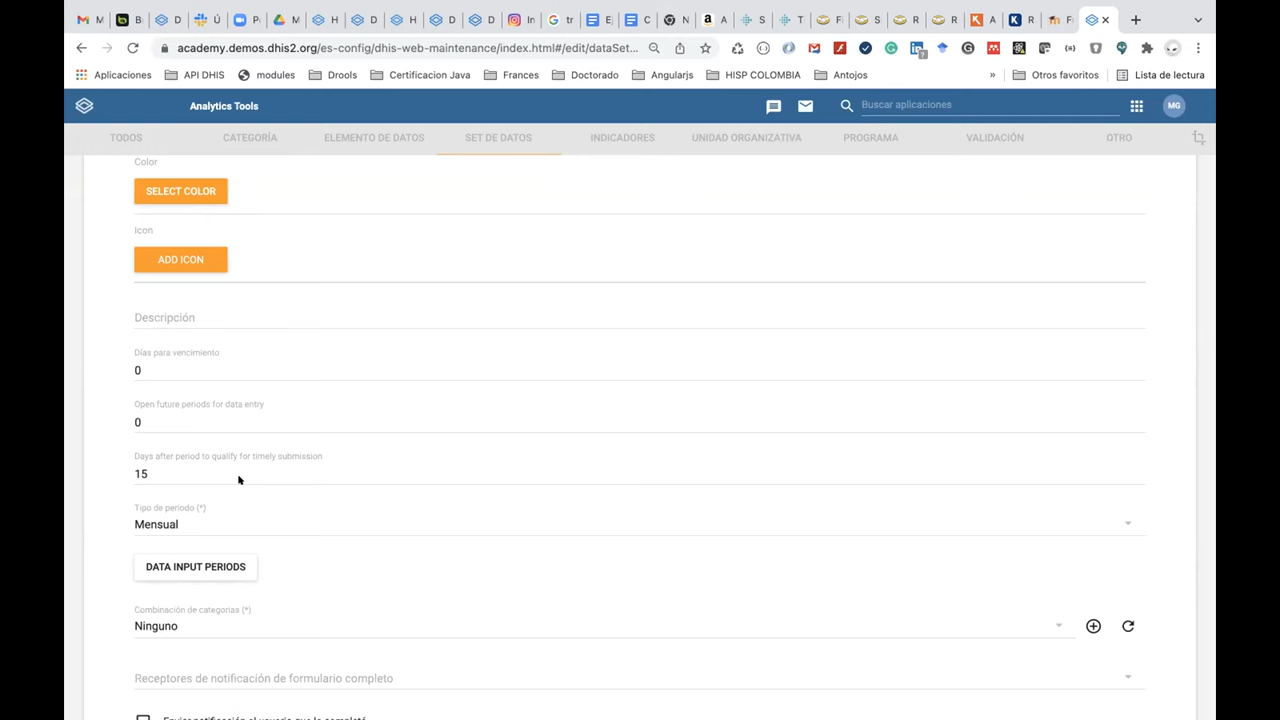 M
B
D
Ú
P
M
H
D
H
D
D
In
tr
E
C
N
A
S
T
F
S
R
R
A
R
F
academy.demos.dhis2.org/es-config/dhis-web-maintenance/index.html#/edit/dataSet...
Aplicaciones
API DHIS
modules
Drools
Certificacion Java
Frances
Doctorado
Angularjs
HISP COLOMBIA
Antojos
»
Otros favoritos
Lista de lectura
Analytics Tools
Buscar aplicaciones
MG
TODOS
CATEGORÍA
ELEMENTO DE DATOS
SET DE DATOS
INDICADORES
UNIDAD ORGANIZATIVA
PROGRAMA
VALIDACIÓN
OTRO
Color
SELECT COLOR
Icon
ADD ICON
Descripción
Días para vencimiento
0
Open future periods for data entry
0
Days after period to qualify for timely submission
15
Tipo de periodo (*)
Mensual
DATA INPUT PERIODS
Combinación de categorías (*)
Ninguno
Receptores de notificación de formulario completo